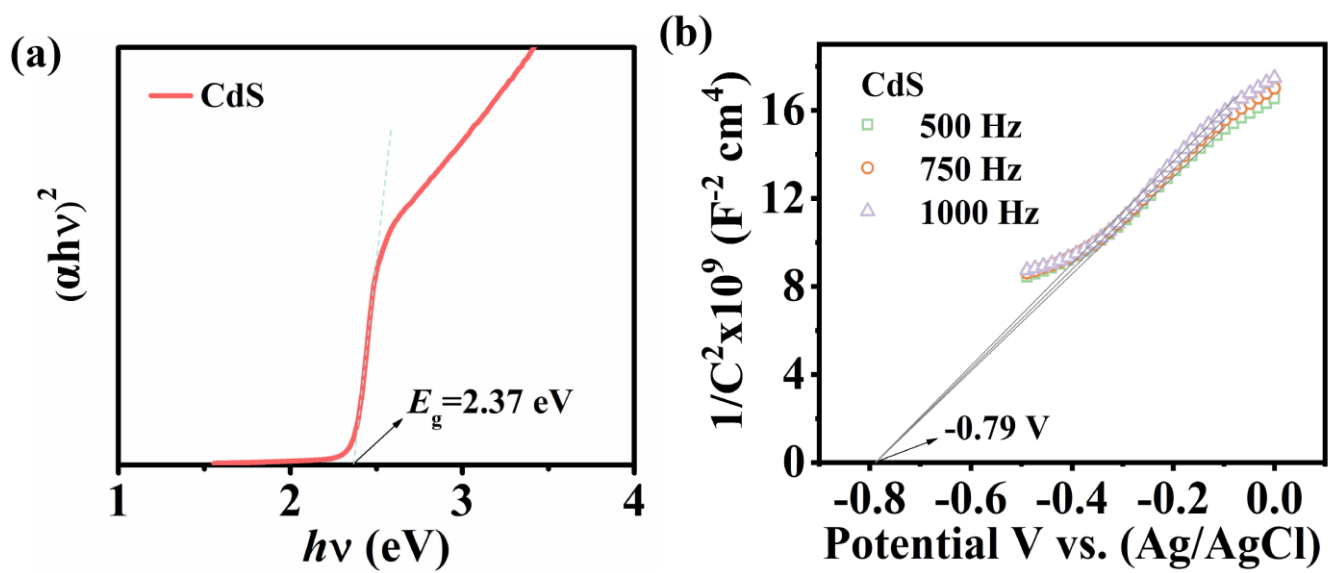 (a)
CdS
(αhν)²
E_g=2.37 eV
1 2 3 4
hν (eV)
(b)
CdS
500 Hz
750 Hz
1000 Hz
16
12
8
4
0
1/C²x10⁹ (F⁻² cm⁴)
-0.79 V
-0.8 -0.6 -0.4 -0.2 0.0
Potential V vs. (Ag/AgCl)